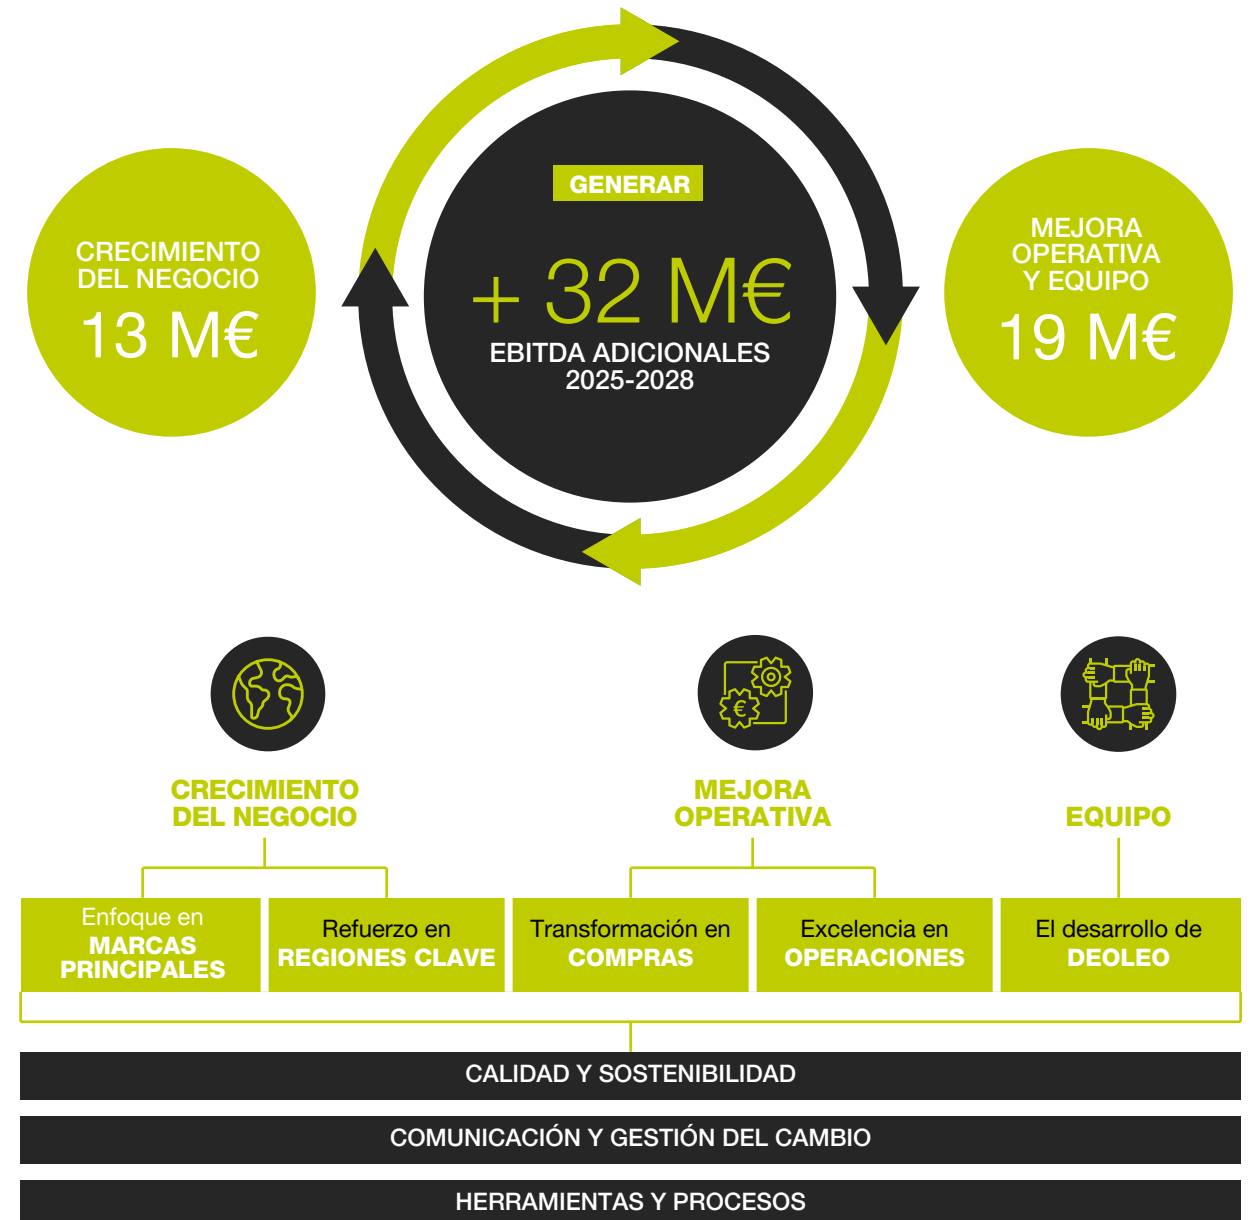 GENERAR
+ 32 M€
EBITDA ADICIONALES
2025-2028
CRECIMIENTO
DEL NEGOCIO
13 M€
MEJORA
OPERATIVA
Y EQUIPO
19 M€
€
CRECIMIENTO
DEL NEGOCIO
MEJORA
OPERATIVA
EQUIPO
Enfoque en
MARCAS
PRINCIPALES
Refuerzo en
REGIONES CLAVE
Transformación en
COMPRAS
Excelencia en
OPERACIONES
El desarrollo de
DEOLEO
CALIDAD Y SOSTENIBILIDAD
COMUNICACIÓN Y GESTIÓN DEL CAMBIO
HERRAMIENTAS Y PROCESOS